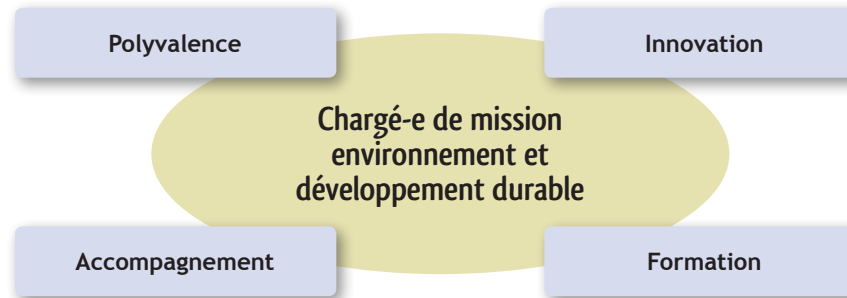 Polyvalence
Innovation
Chargé-e de mission
environnement et
développement durable
Accompagnement
Formation